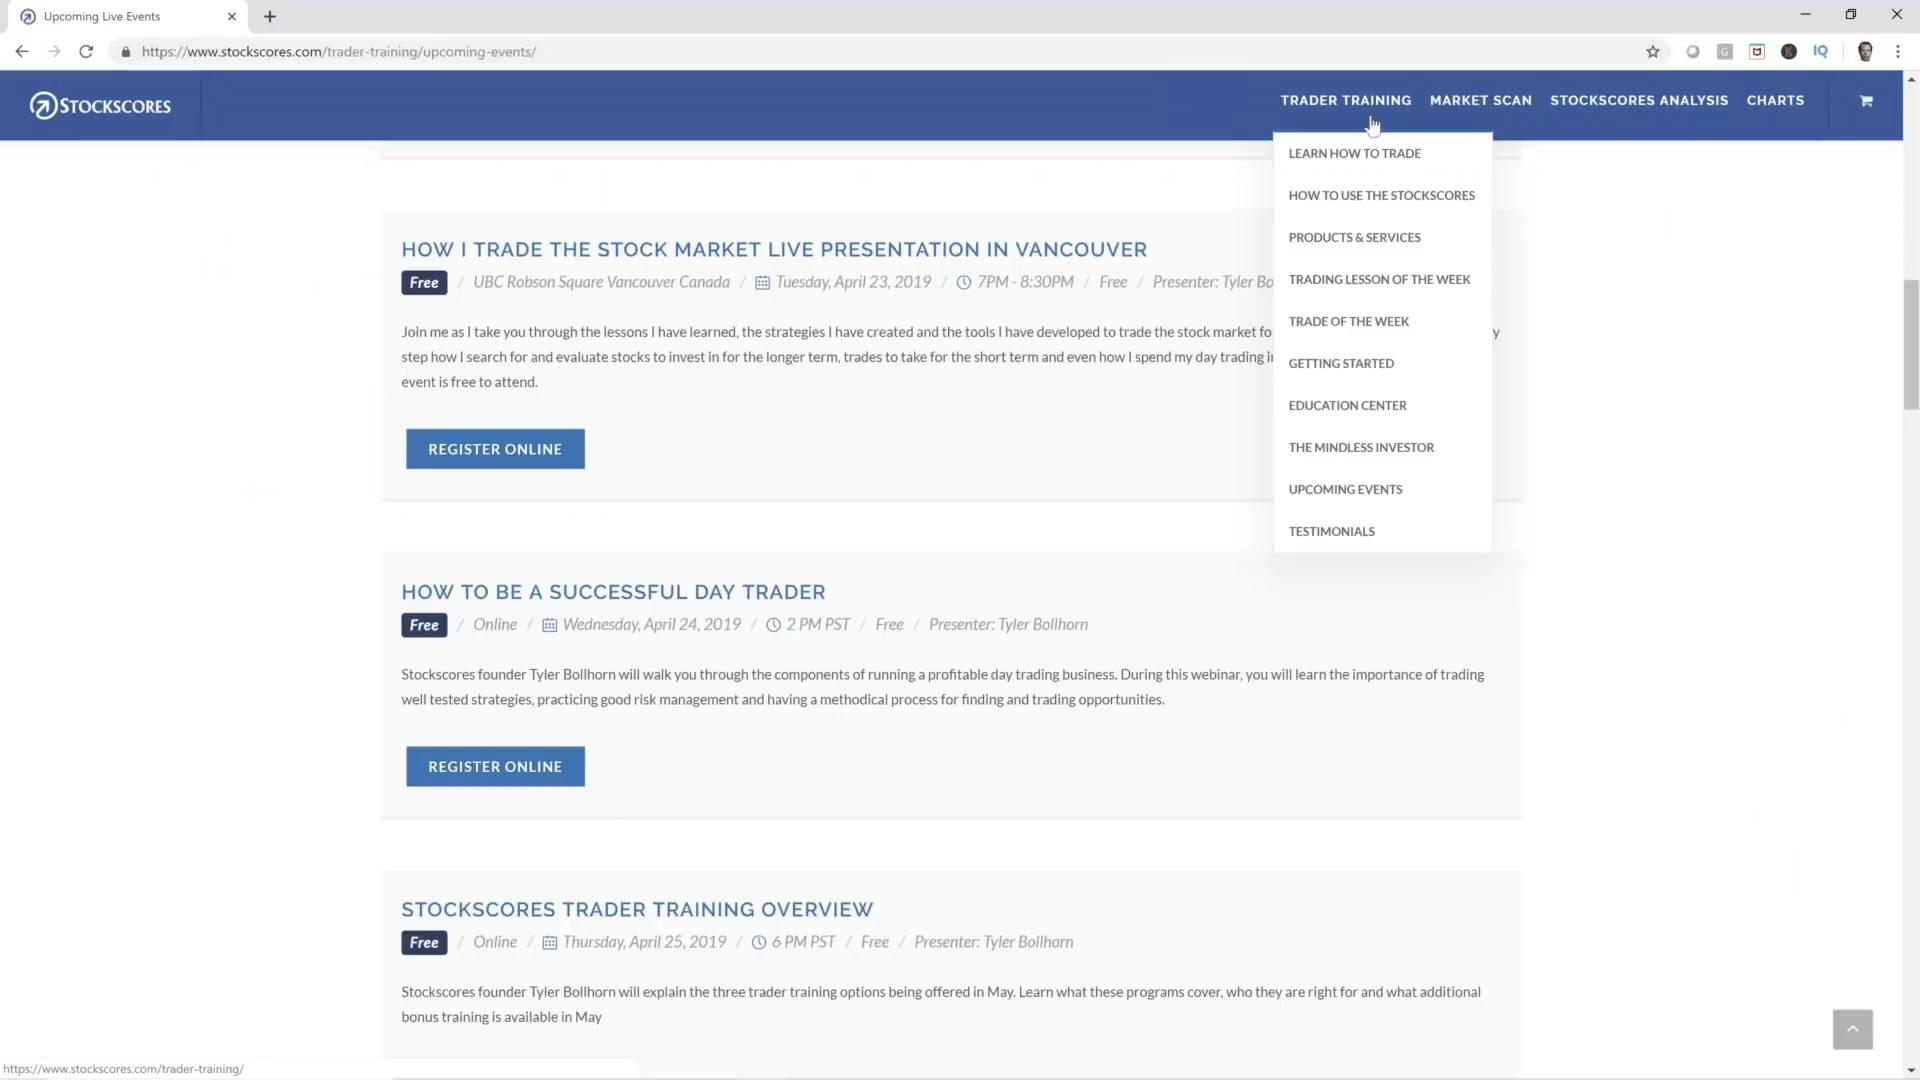 Upcoming Live Events
https://www.stockscores.com/trader-training/upcoming-events/
STOCKSCORES
TRADER TRAINING
MARKET SCAN
STOCKSCORES ANALYSIS
CHARTS
LEARN HOW TO TRADE
HOW TO USE THE STOCKSCORES
PRODUCTS & SERVICES
TRADING LESSON OF THE WEEK
TRADE OF THE WEEK
GETTING STARTED
EDUCATION CENTER
THE MINDLESS INVESTOR
UPCOMING EVENTS
TESTIMONIALS
HOW I TRADE THE STOCK MARKET LIVE PRESENTATION IN VANCOUVER
Free / UBC Robson Square Vancouver Canada / Tuesday, April 23, 2019 / 7PM - 8:30PM / Free / Presenter: Tyler Bo
Join me as I take you through the lessons I have learned, the strategies I have created and the tools I have developed to trade the stock market fo y
step how I search for and evaluate stocks to invest in for the longer term, trades to take for the short term and even how I spend my day trading i
event is free to attend.
REGISTER ONLINE
HOW TO BE A SUCCESSFUL DAY TRADER
Free / Online / Wednesday, April 24, 2019 / 2 PM PST / Free / Presenter: Tyler Bollhorn
Stockscores founder Tyler Bollhorn will walk you through the components of running a profitable day trading business. During this webinar, you will learn the importance of trading
well tested strategies, practicing good risk management and having a methodical process for finding and trading opportunities.
REGISTER ONLINE
STOCKSCORES TRADER TRAINING OVERVIEW
Free / Online / Thursday, April 25, 2019 / 6 PM PST / Free / Presenter: Tyler Bollhorn
Stockscores founder Tyler Bollhorn will explain the three trader training options being offered in May. Learn what these programs cover, who they are right for and what additional
bonus training is available in May
https://www.stockscores.com/trader-training/